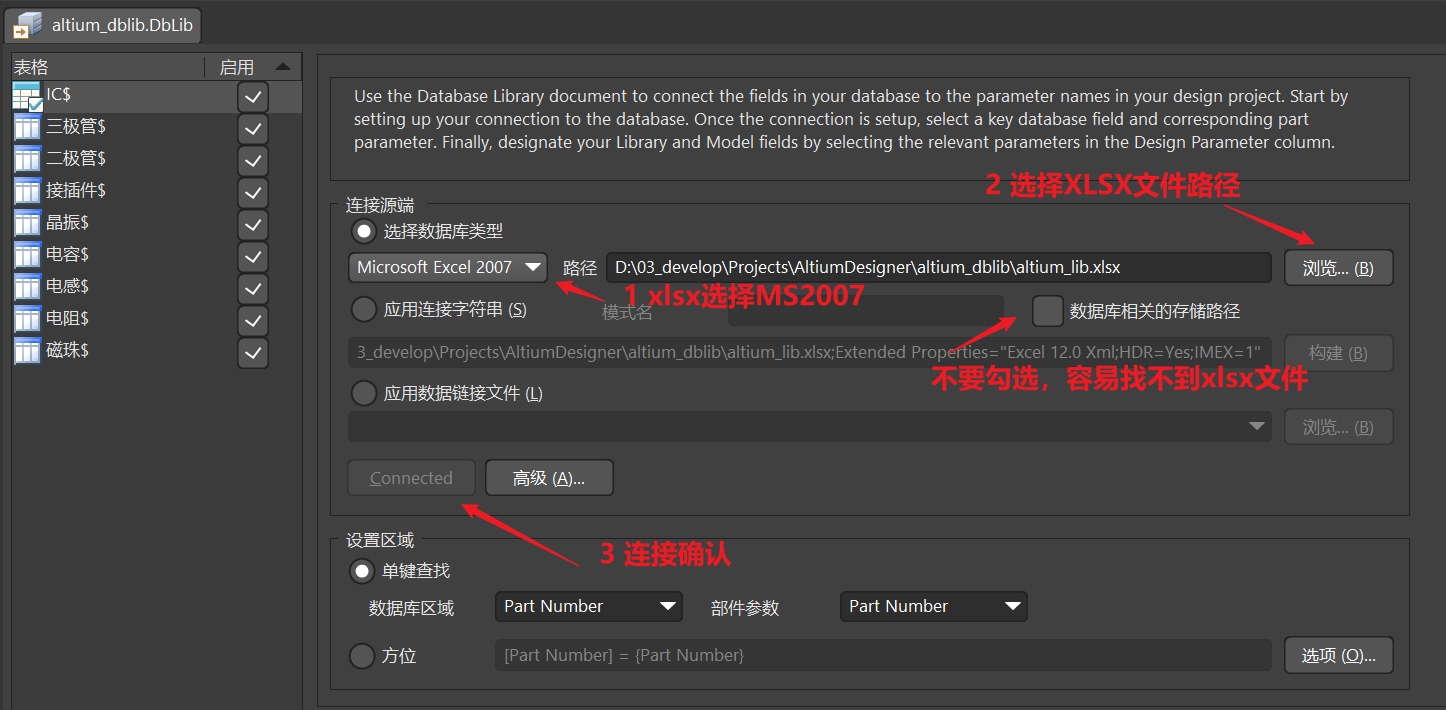 altium_dblib.DbLib
表格 启用
IC$
三极管$
二极管$
接插件$
晶振$
电容$
电感$
电阻$
磁珠$
Use the Database Library document to connect the fields in your database to the parameter names in your design project. Start by
setting up your connection to the database. Once the connection is setup, select a key database field and corresponding part
parameter. Finally, designate your Library and Model fields by selecting the relevant parameters in the Design Parameter column.
2 选择XLSX文件路径
连接源端
选择数据库类型
Microsoft Excel 2007 路径 D:\03_develop\Projects\AltiumDesigner\altium_dblib\altium_lib.xlsx 浏览... (B)
1 xlsx选择MS2007
应用连接字符串 (S) 模式名 数据库相关的存储路径
3_develop\Projects\AltiumDesigner\altium_dblib\altium_lib.xlsx;Extended Properties="Excel 12.0 Xml;HDR=Yes;IMEX=1" 构建 (B)
不要勾选，容易找不到xlsx文件
应用数据链接文件 (L)
浏览... (B)
Connected 高级 (A)...
3 连接确认
设置区域
单键查找
数据库区域 Part Number 部件参数 Part Number
方位 [Part Number] = {Part Number} 选项 (O)...